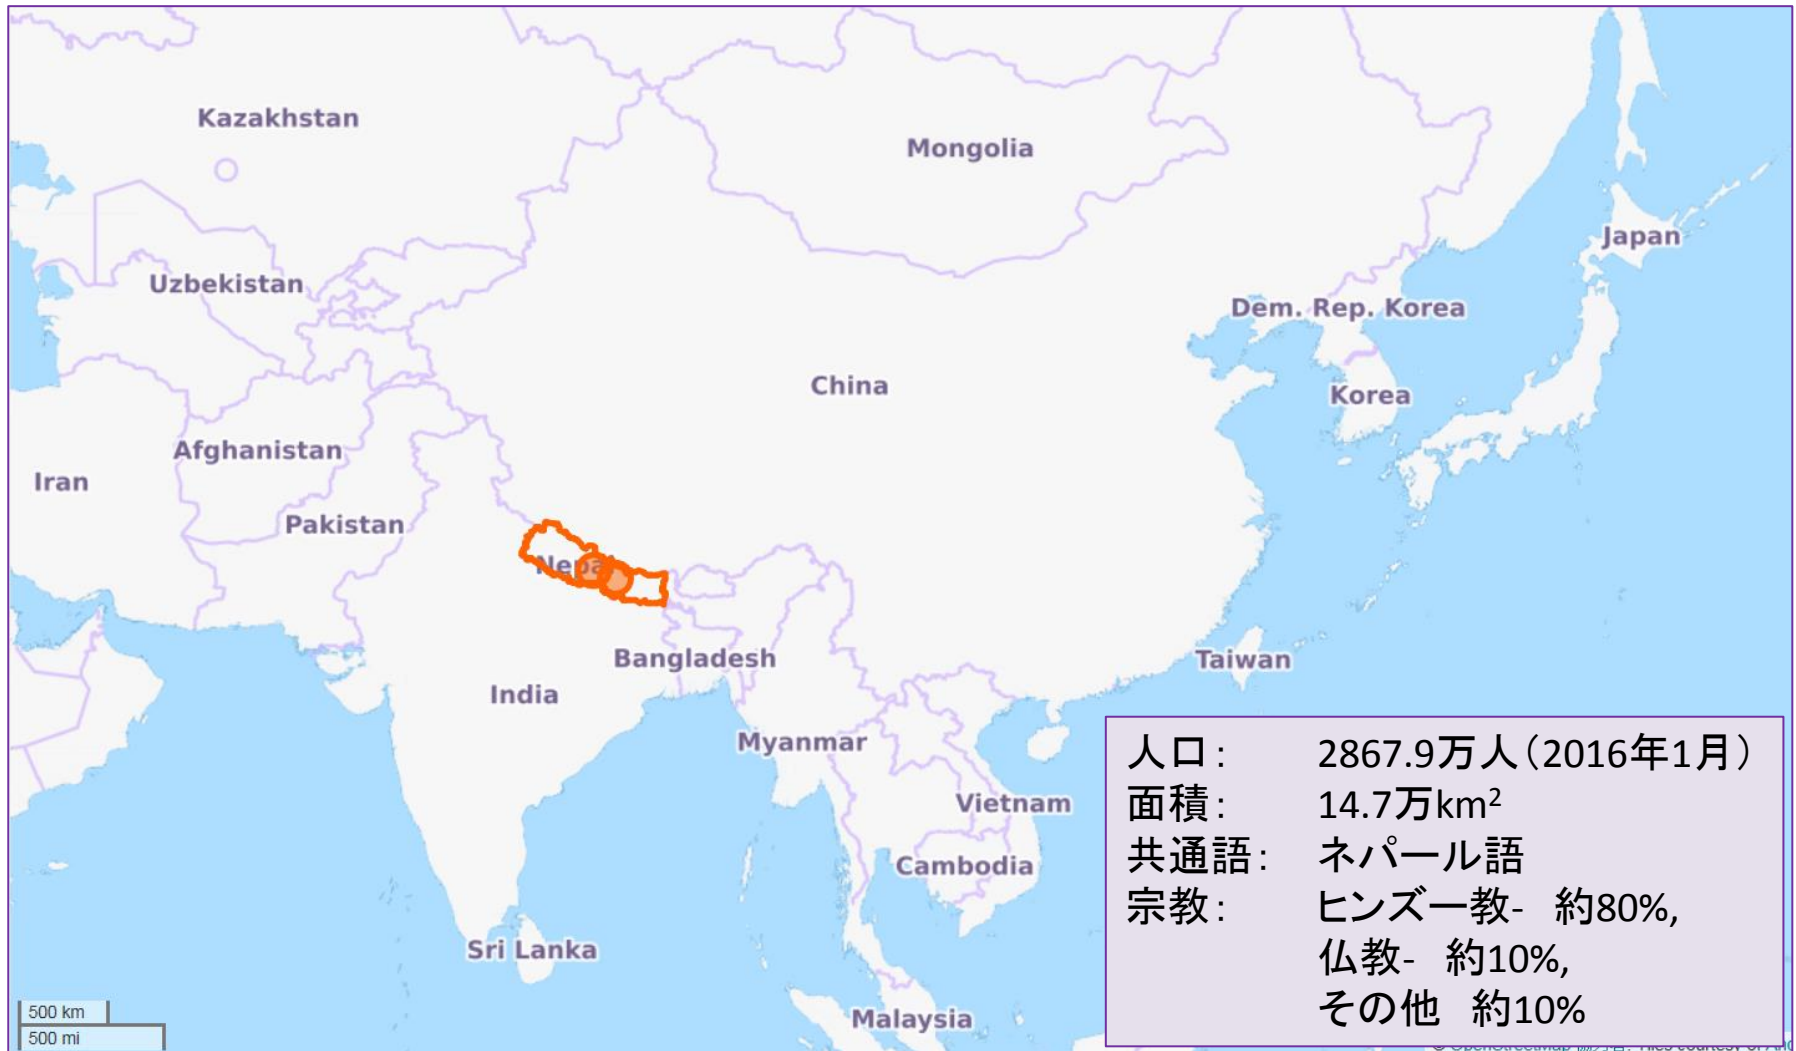 Kazakhstan
Mongolia
Japan
Uzbekistan
Dem. Rep. Korea
China
Korea
Afghanistan
Iran
Pakistan
Nepal
Bangladesh
Taiwan
India
Myanmar
Vietnam
Cambodia
Sri Lanka
Malaysia
人口： 2867.9万人（2016年1月）
面積： 14.7万km²
共通語： ネパール語
宗教： ヒンズー教- 約80%,
仏教- 約10%,
その他 約10%
500 km
500 mi